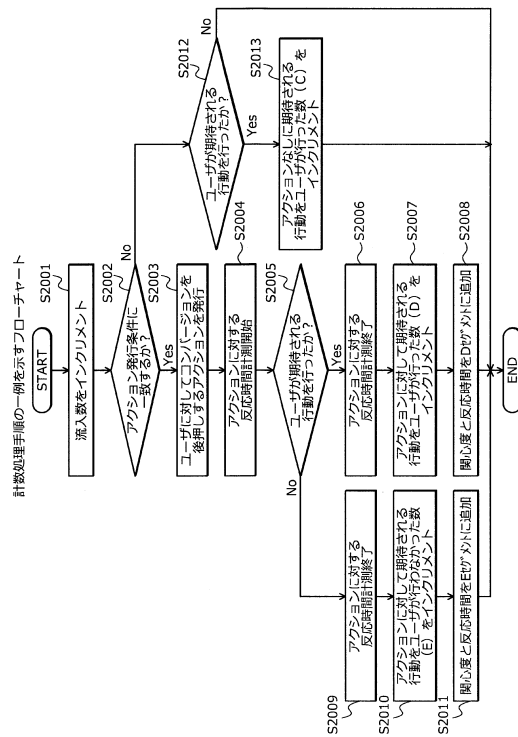 計数処理手順の一例を示すフローチャート
START
S2001
流入数をインクリメント
S2002
アクション発行条件に
一致するか？
No
Yes
S2003
ユーザに対してコンバージョンを
後押しするアクションを発行
S2004
アクションに対する
反応時間計測開始
S2005
ユーザが期待される
行動を行ったか？
No
Yes
S2006
アクションに対する
反応時間計測終了
S2007
アクションに対して期待される
行動をユーザが行った数（D）を
インクリメント
S2008
関心度と反応時間をDセグメントに追加
S2009
アクションに対する
反応時間計測終了
S2010
アクションに対して期待される
行動をユーザが行わなかった数
（E）をインクリメント
S2011
関心度と反応時間をEセグメントに追加
S2012
ユーザが期待される
行動を行ったか？
No
Yes
S2013
アクションなしに期待される
行動をユーザが行った数（C）を
インクリメント
END